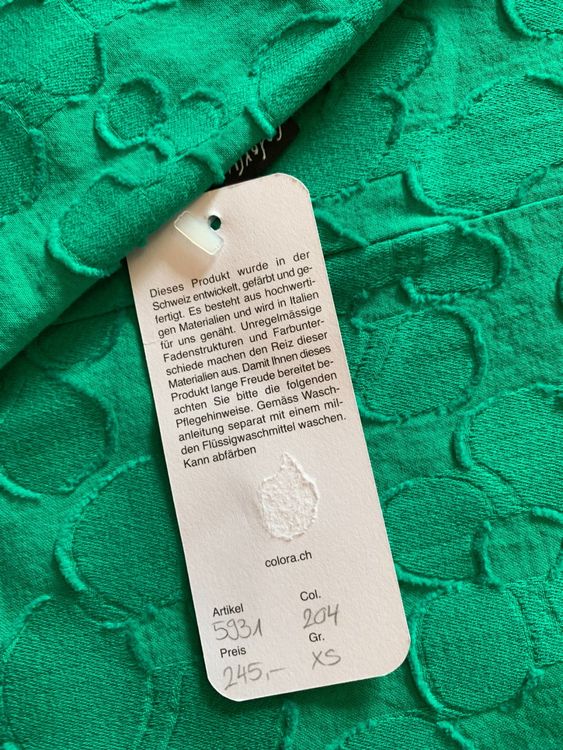 Dieses Produkt wurde in der
Schweiz entwickelt, gefärbt und ge-
fertigt. Es besteht aus hochwerti-
gen Materialien und wird in Italien
für uns genäht. Unregelmässige
Fadenstrukturen und Farbunter-
schiede machen den Reiz dieser
Materialien aus. Damit Ihnen dieses
Produkt lange Freude bereitet be-
achten Sie bitte die folgenden
Pflegehinweise. Gemäss Wasch-
anleitung separat mit einem mil-
den Flüssigwaschmittel waschen.
Kann abfärben
colora.ch
Artikel Col.
5931 204
Preis Gr.
245,– XS